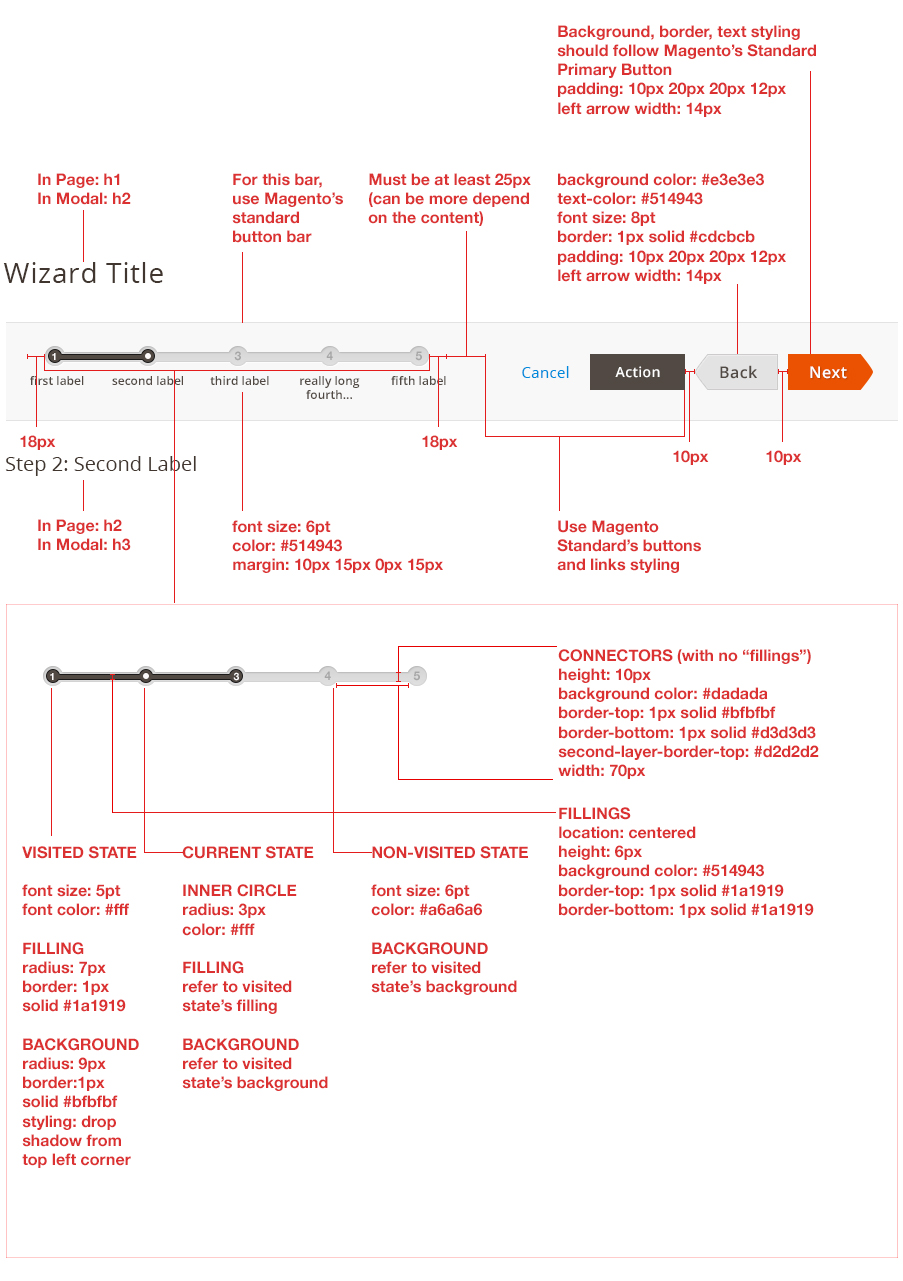 Background, border, text styling
should follow Magento's Standard
Primary Button
padding: 10px 20px 20px 12px
left arrow width: 14px
In Page: h1
In Modal: h2
For this bar,
use Magento's
standard
button bar
Must be at least 25px
(can be more depend
on the content)
background color: #e3e3e3
text-color: #514943
font size: 8pt
border: 1px solid #cdcbcb
padding: 10px 20px 20px 12px
left arrow width: 14px
Wizard Title
1 3 4 5
first label second label third label really long fifth label
fourth...
Cancel Action Back Next
18px 18px 10px 10px
Step 2: Second Label
In Page: h2
In Modal: h3
font size: 6pt
color: #514943
margin: 10px 15px 0px 15px
Use Magento
Standard's buttons
and links styling
1 3 4 5
CONNECTORS (with no “fillings”)
height: 10px
background color: #dadada
border-top: 1px solid #bfbfbf
border-bottom: 1px solid #d3d3d3
second-layer-border-top: #d2d2d2
width: 70px
FILLINGS
location: centered
height: 6px
background color: #514943
border-top: 1px solid #1a1919
border-bottom: 1px solid #1a1919
VISITED STATE
font size: 5pt
font color: #fff
FILLING
radius: 7px
border: 1px
solid #1a1919
BACKGROUND
radius: 9px
border:1px
solid #bfbfbf
styling: drop
shadow from
top left corner
CURRENT STATE
INNER CIRCLE
radius: 3px
color: #fff
FILLING
refer to visited
state's filling
BACKGROUND
refer to visited
state's background
NON-VISITED STATE
font size: 6pt
color: #a6a6a6
BACKGROUND
refer to visited
state's background